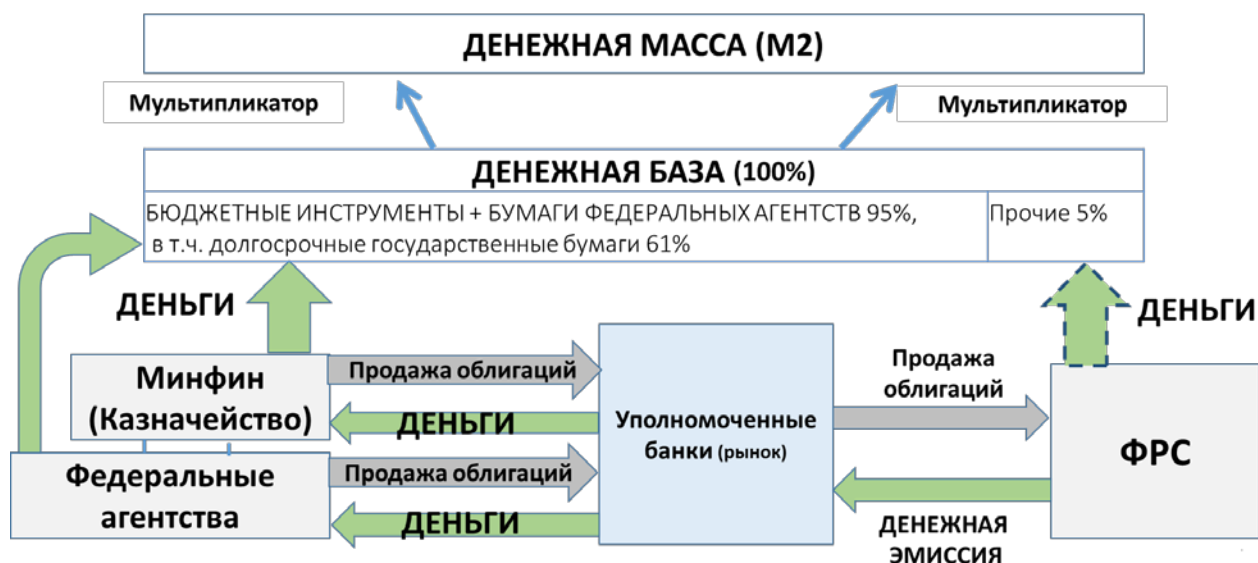 ДЕНЕЖНАЯ МАССА (М2)
Мультипликатор
Мультипликатор
ДЕНЕЖНАЯ БАЗА (100%)
БЮДЖЕТНЫЕ ИНСТРУМЕНТЫ + БУМАГИ ФЕДЕРАЛЬНЫХ АГЕНТСТВ 95%,
в т.ч. долгосрочные государственные бумаги 61%
Прочие 5%
ДЕНЬГИ
ДЕНЬГИ
Минфин
(Казначейство)
Продажа облигаций
ДЕНЬГИ
Федеральные
агентства
Продажа облигаций
ДЕНЬГИ
Уполномоченные
банки (рынок)
Продажа
облигаций
ДЕНЕЖНАЯ
ЭМИССИЯ
ФРС